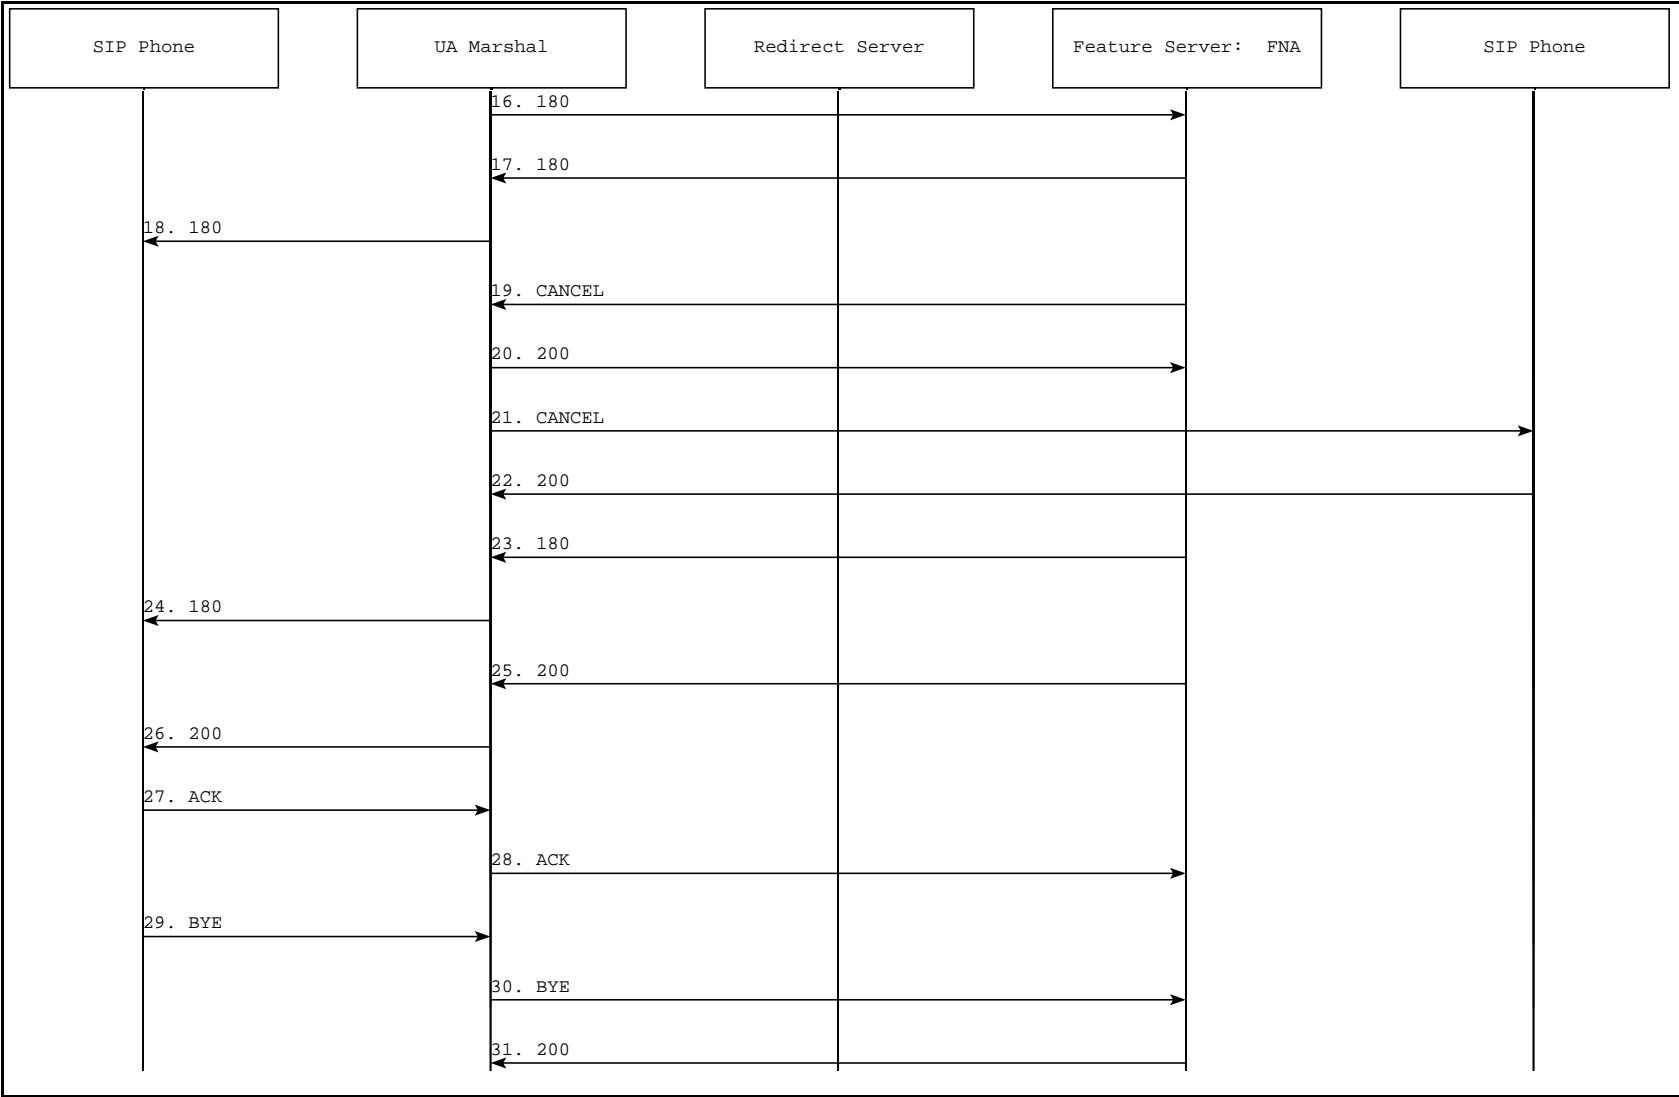 SIP Phone
UA Marshal
Redirect Server
Feature Server:  FNA
SIP Phone
16. 180
17. 180
18. 180
19. CANCEL
20. 200
21. CANCEL
22. 200
23. 180
24. 180
25. 200
26. 200
27. ACK
28. ACK
29. BYE
30. BYE
31. 200